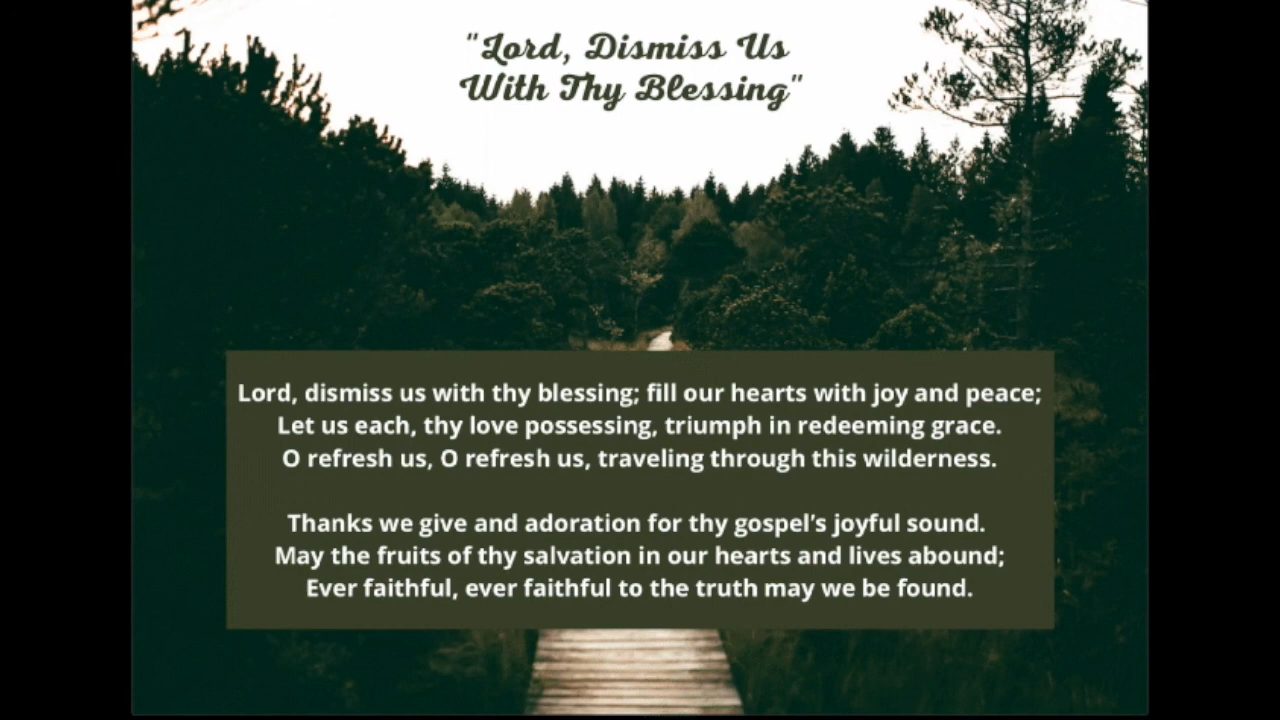 "Lord, Dismiss Us
With Thy Blessing"
Lord, dismiss us with thy blessing; fill our hearts with joy and peace;
Let us each, thy love possessing, triumph in redeeming grace.
O refresh us, O refresh us, traveling through this wilderness.
Thanks we give and adoration for thy gospel’s joyful sound.
May the fruits of thy salvation in our hearts and lives abound;
Ever faithful, ever faithful to the truth may we be found.